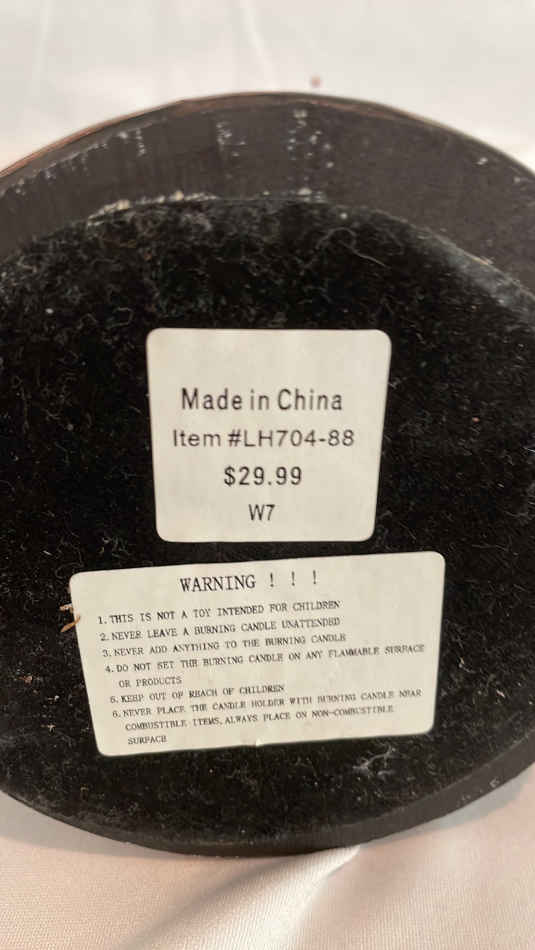 Made in China
Item #LH704-88
$29.99
W7
WARNING ! ! !
1. THIS IS NOT A TOY INTENDED FOR CHILDREN
2. NEVER LEAVE A BURNING CANDLE UNATTENDED
3. NEVER ADD ANYTHING TO THE BURNING CANDLE
4. DO NOT SET THE BURNING CANDLE ON ANY FLAMMABLE SURFACE
OR PRODUCTS
5. KEEP OUT OF REACH OF CHILDREN
6. NEVER PLACE THE CANDLE HOLDER WITH BURNING CANDLE NEAR
COMBUSTIBLE ITEMS, ALWAYS PLACE ON NON-COMBUSTIBLE
SURFACE